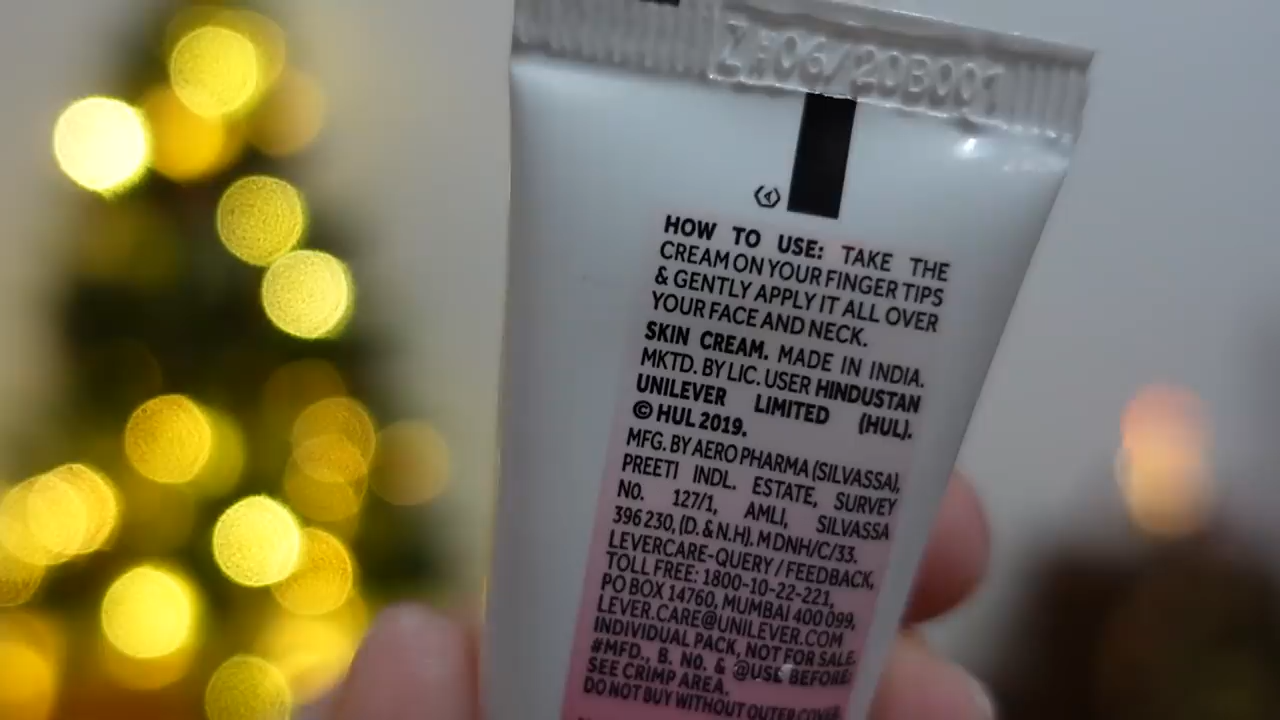 HOW TO USE: TAKE THE
CREAM ON YOUR FINGER TIPS
& GENTLY APPLY IT ALL OVER
YOUR FACE AND NECK.
SKIN CREAM. MADE IN INDIA.
MKTD. BY LIC. USER HINDUSTAN
UNILEVER LIMITED (HUL).
© HUL 2019.
MFG. BY AERO PHARMA (SILVASSA),
PREETI INDL. ESTATE, SURVEY
NO. 127/1, AMLI, SILVASSA
396 230, (D. & N.H). M DNH/C/33.
LEVERCARE-QUERY / FEEDBACK,
TOLL FREE: 1800-10-22-221,
PO BOX 14760, MUMBAI 400 099,
LEVER.CARE@UNILEVER.COM
INDIVIDUAL PACK, NOT FOR SALE.
#MFD., B. NO. & @USE BEFORE:
SEE CRIMP AREA.
DO NOT BUY WITHOUT OUTER COVER.